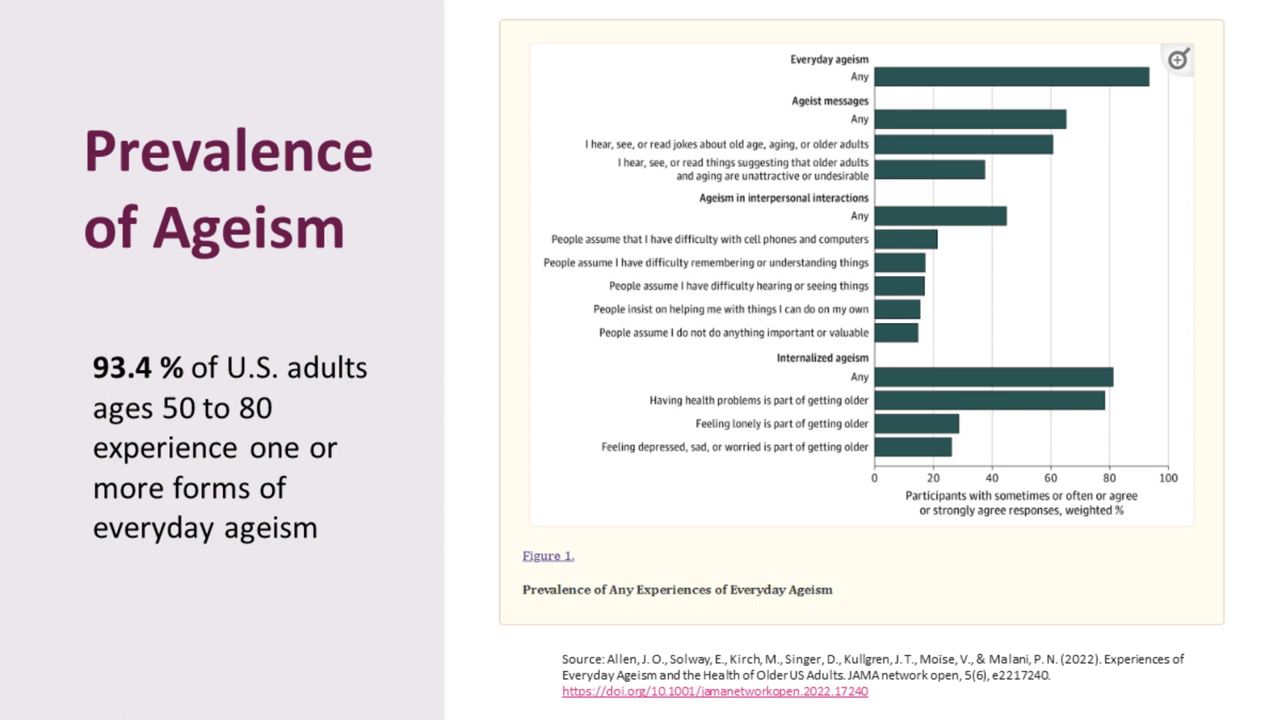 Prevalence
of Ageism
93.4 % of U.S. adults
ages 50 to 80
experience one or
more forms of
everyday ageism
Everyday ageism
Any
Ageist messages
Any
I hear, see, or read jokes about old age, aging, or older adults
I hear, see, or read things suggesting that older adults
and aging are unattractive or undesirable
Ageism in interpersonal interactions
Any
People assume that I have difficulty with cell phones and computers
People assume I have difficulty remembering or understanding things
People assume I have difficulty hearing or seeing things
People insist on helping me with things I can do on my own
People assume I do not do anything important or valuable
Internalized ageism
Any
Having health problems is part of getting older
Feeling lonely is part of getting older
Feeling depressed, sad, or worried is part of getting older
0 20 40 60 80 100
Participants with sometimes or often or agree
or strongly agree responses, weighted %
Figure 1.
Prevalence of Any Experiences of Everyday Ageism
Source: Allen, J. O., Solway, E., Kirch, M., Singer, D., Kullgren, J. T., Moïse, V., & Malani, P. N. (2022). Experiences of
Everyday Ageism and the Health of Older US Adults. JAMA network open, 5(6), e2217240.
https://doi.org/10.1001/jamanetworkopen.2022.17240